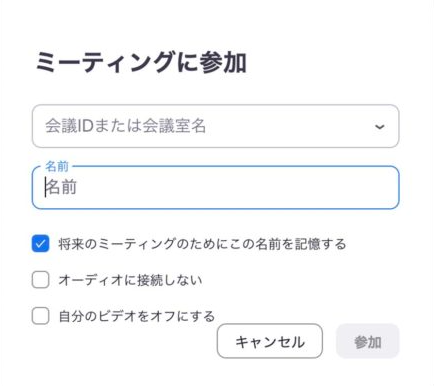 ミーティングに参加
会議IDまたは会議室名
名前
名前
将来のミーティングのためにこの名前を記憶する
オーディオに接続しない
自分のビデオをオフにする
キャンセル
参加